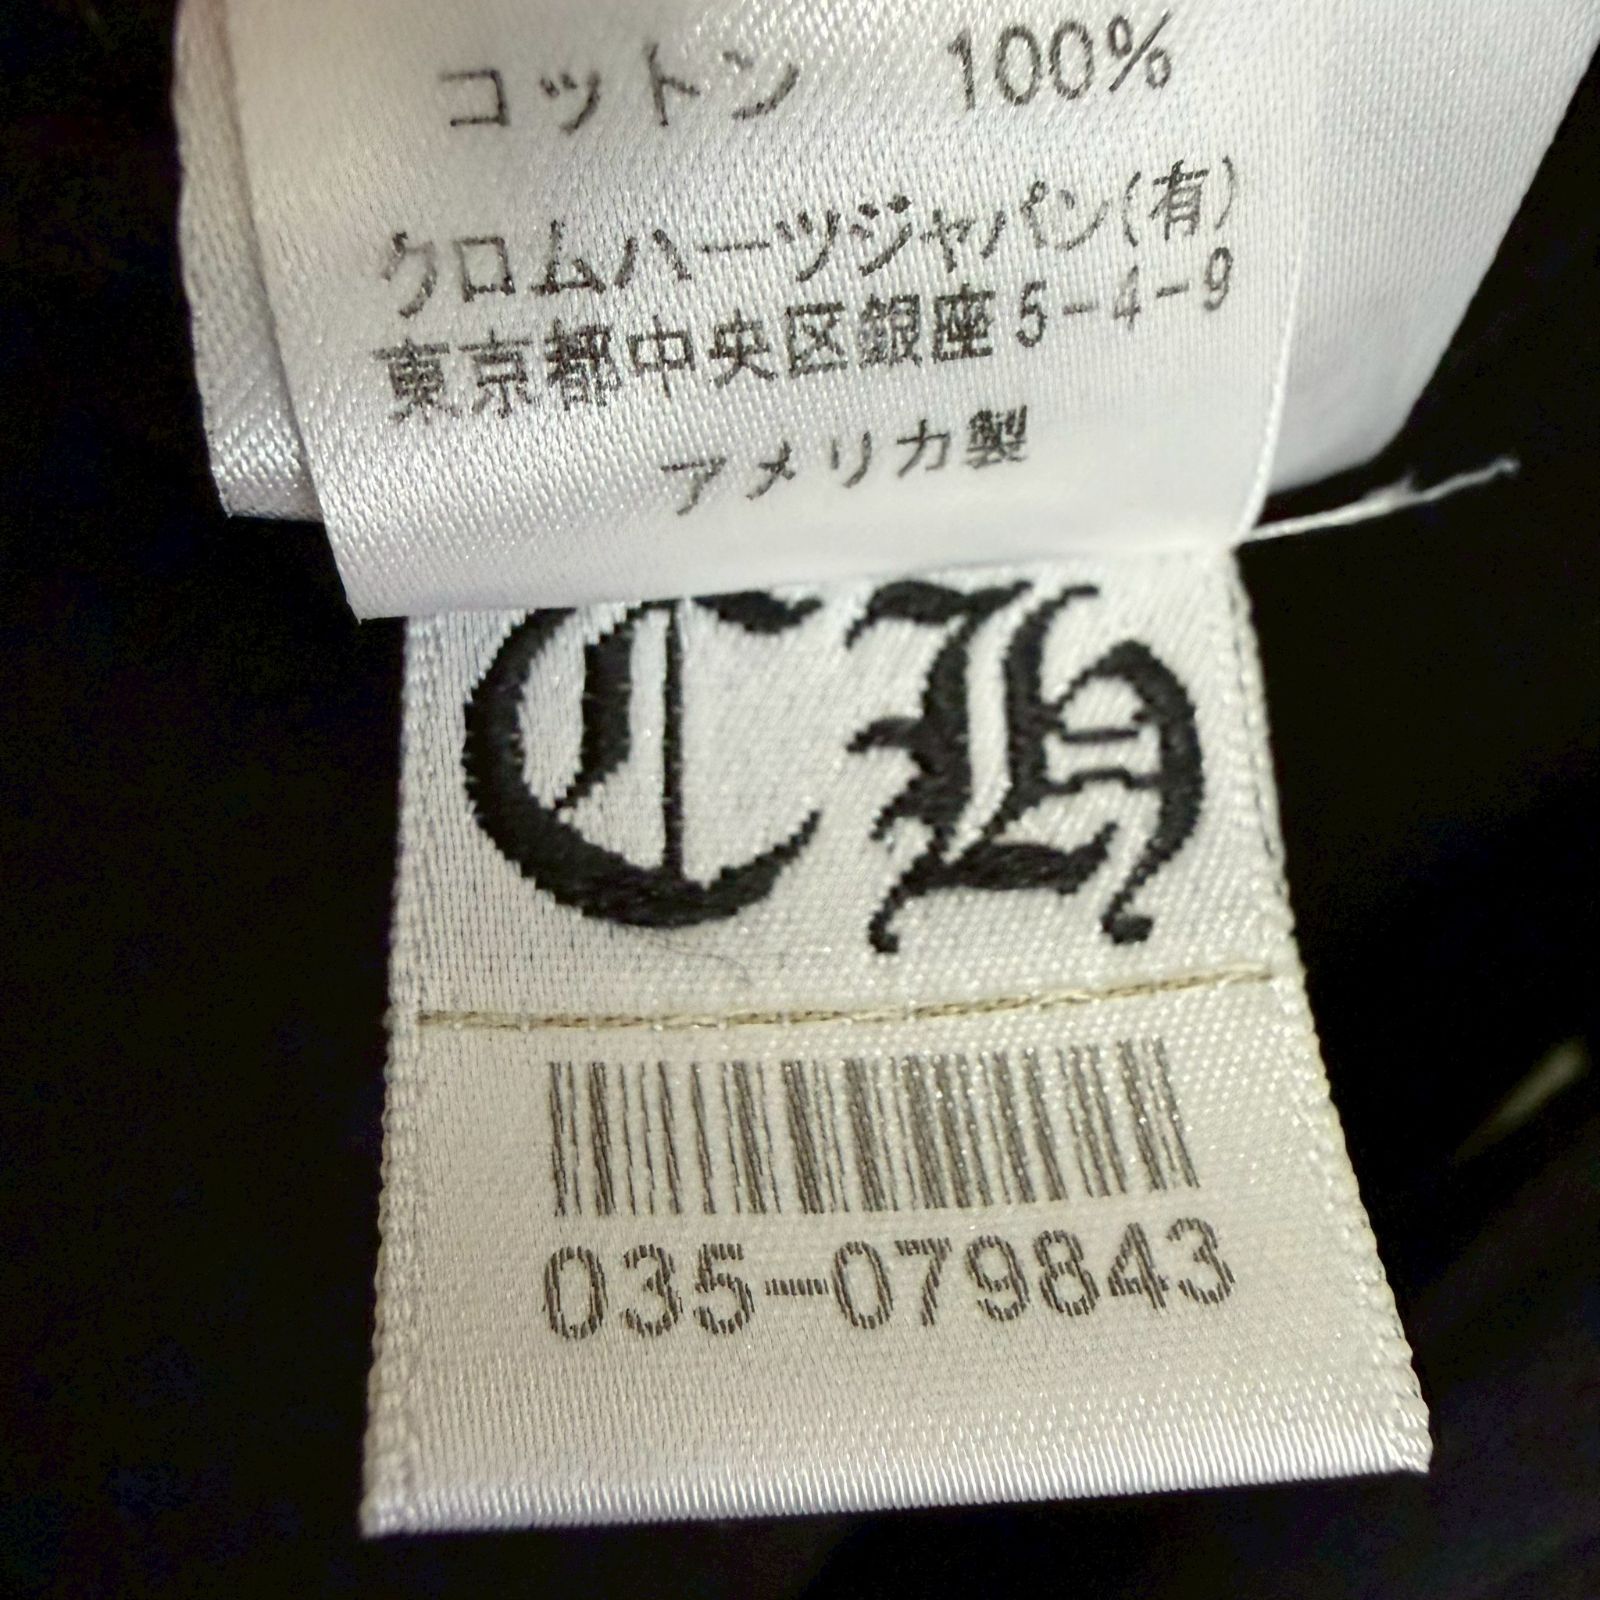 コットン 100%
クロムハーツジャパン(有)
東京都中央区銀座5-4-9
アメリカ製
CH
035-079843